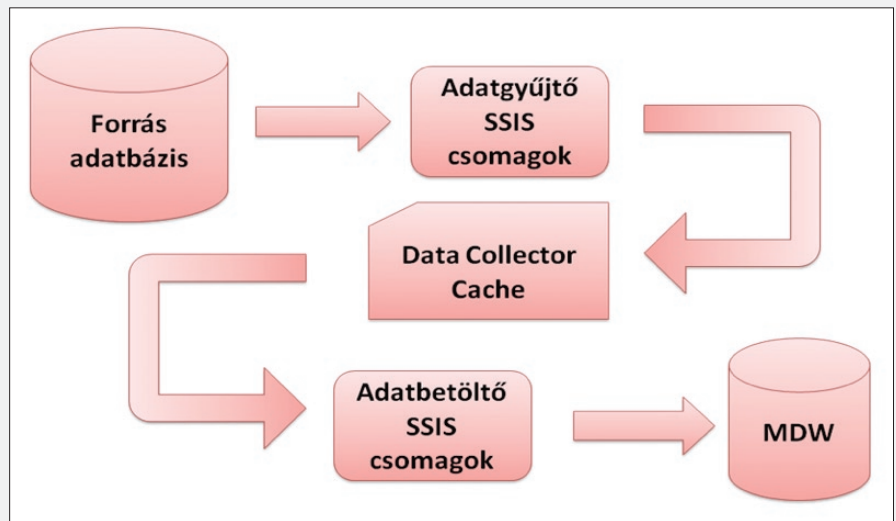 Forrás
adatbázis
Adatgyűjtő
SSIS
csomagok
Data Collector
Cache
Adatbetöltő
SSIS
csomagok
MDW